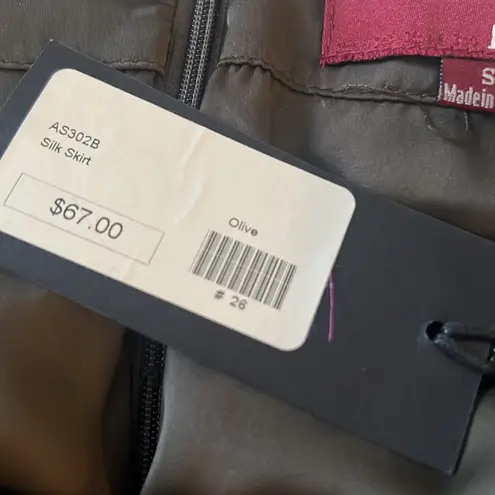 AS302B
Silk Skirt
$67.00
Olive
# 26
S
Made in